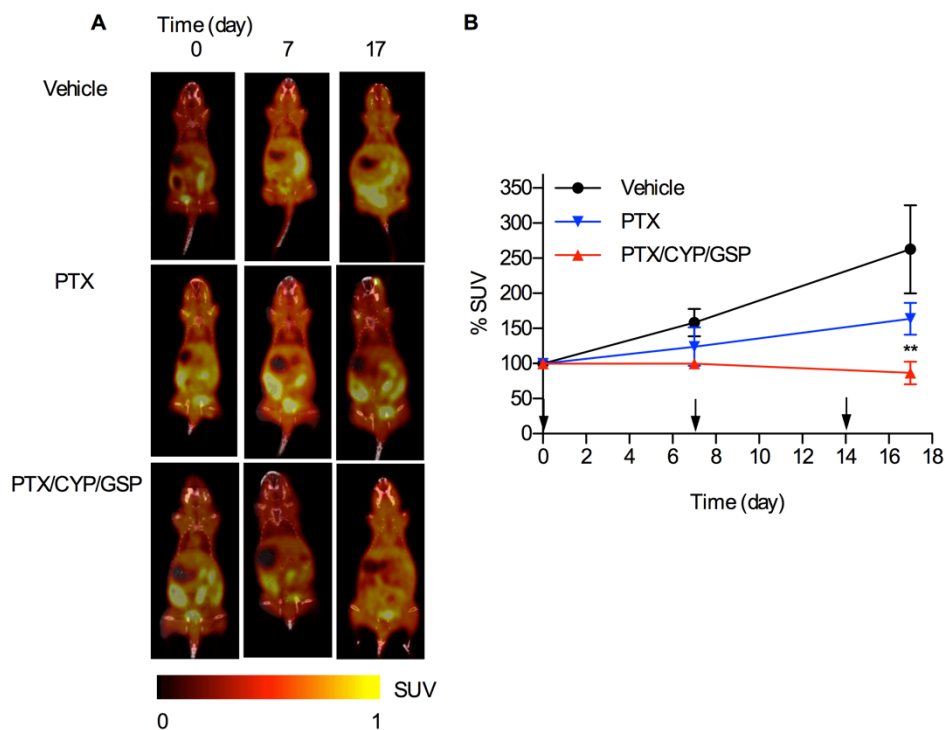 A
Time (day)
0 7 17
Vehicle
PTX
PTX/CYP/GSP
SUV
0 1
B
350
300
250
200
150
100
50
0
% SUV
Vehicle
PTX
PTX/CYP/GSP
**
0 2 4 6 8 10 12 14 16 18
Time (day)